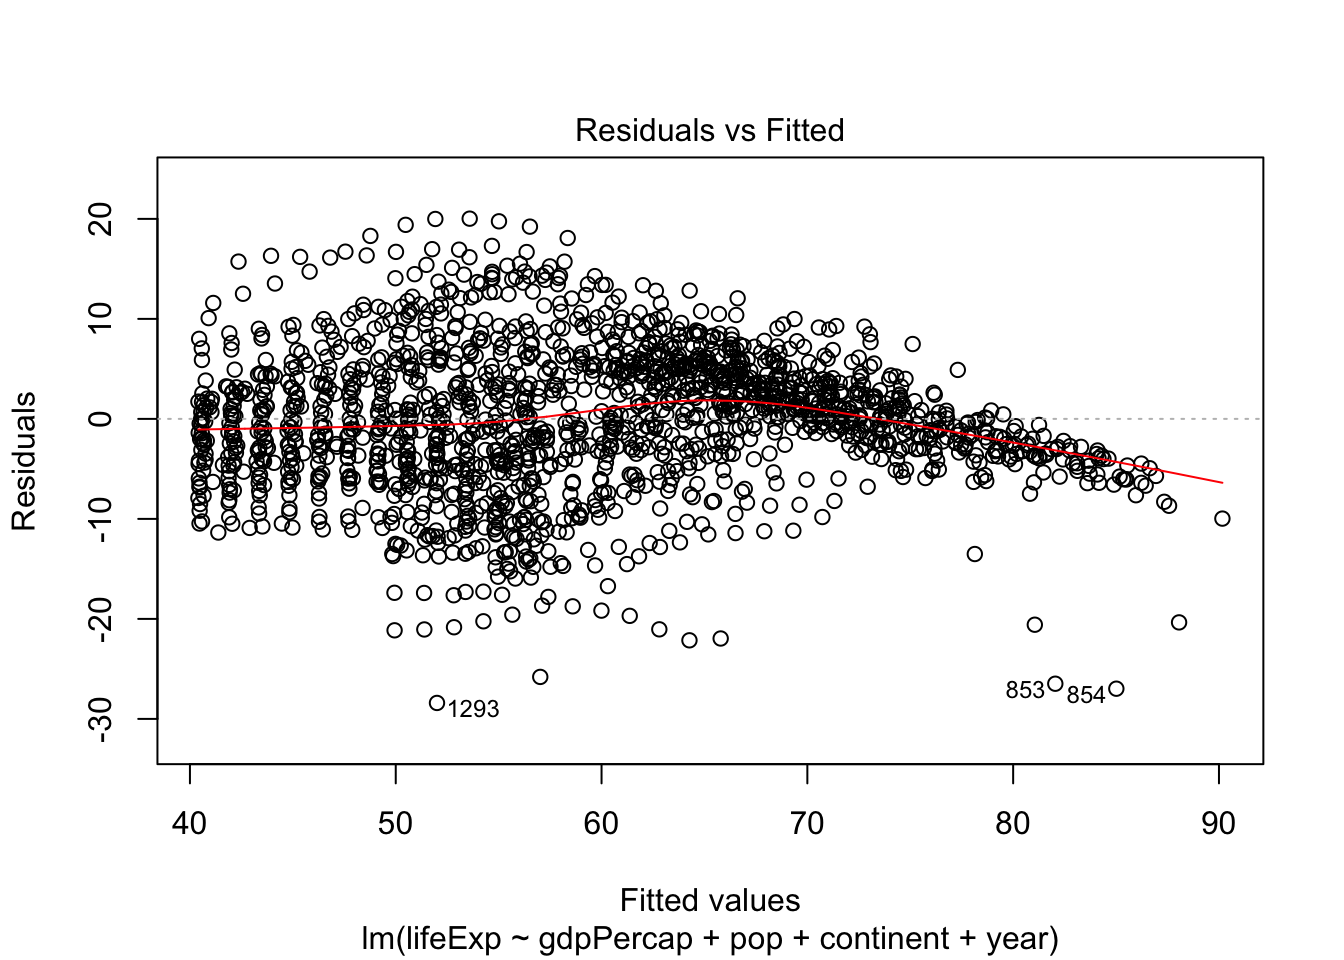 Residuals vs Fitted
Residuals
20
10
0
-10
-20
-30
1293
853
854
40 50 60 70 80 90
Fitted values
lm(lifeExp ~ gdpPercap + pop + continent + year)